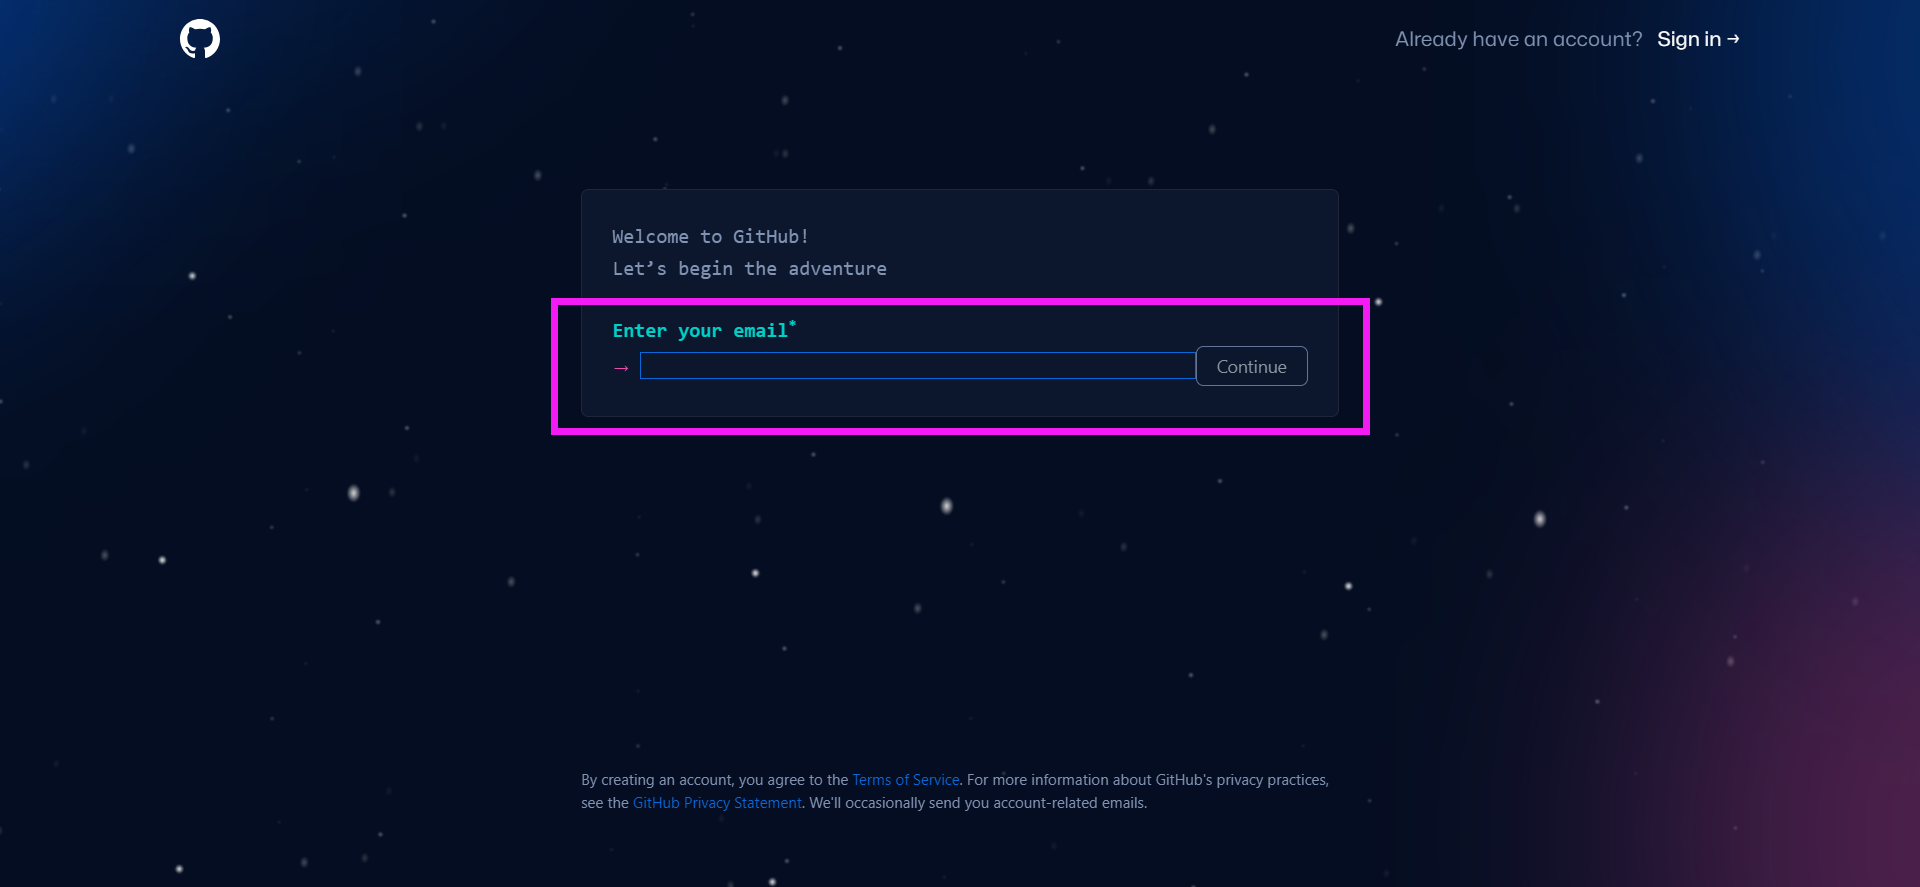 Already have an account? Sign in →
Welcome to GitHub!
Let’s begin the adventure
Enter your email*
→ Continue
By creating an account, you agree to the Terms of Service. For more information about GitHub's privacy practices,
see the GitHub Privacy Statement. We'll occasionally send you account-related emails.